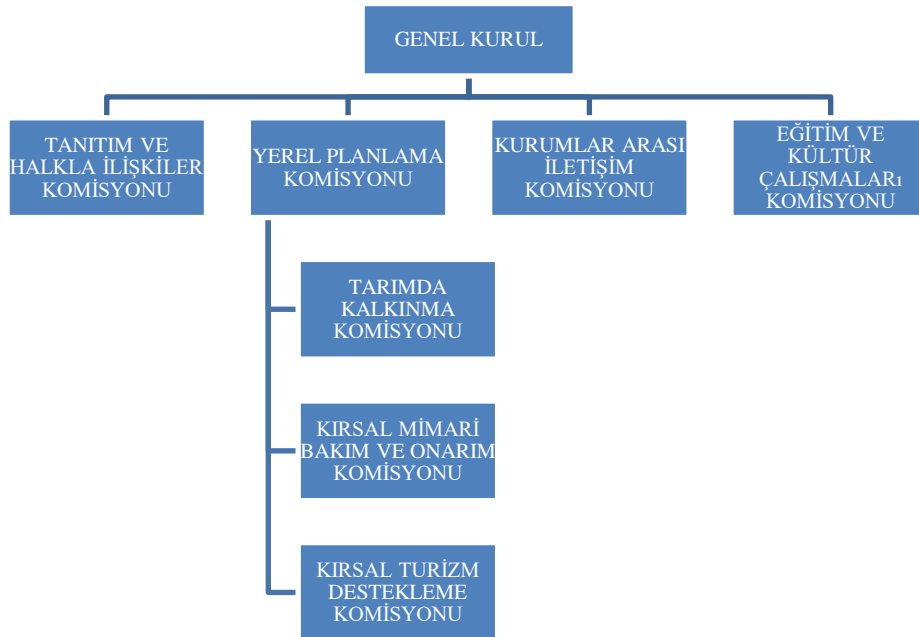 GENEL KURUL
TANITIM VE
HALKLA İLİŞKİLER
KOMİSYONU
YEREL PLANLAMA
KOMİSYONU
KURUMLAR ARASI
İLETİŞİM
KOMİSYONU
EĞİTİM VE
KÜLTÜR
ÇALIŞMALARı
KOMİSYONU
TARIMDA
KALKINMA
KOMİSYONU
KIRSAL MİMARİ
BAKIM VE ONARIM
KOMİSYONU
KIRSAL TURİZM
DESTEKLEME
KOMİSYONU